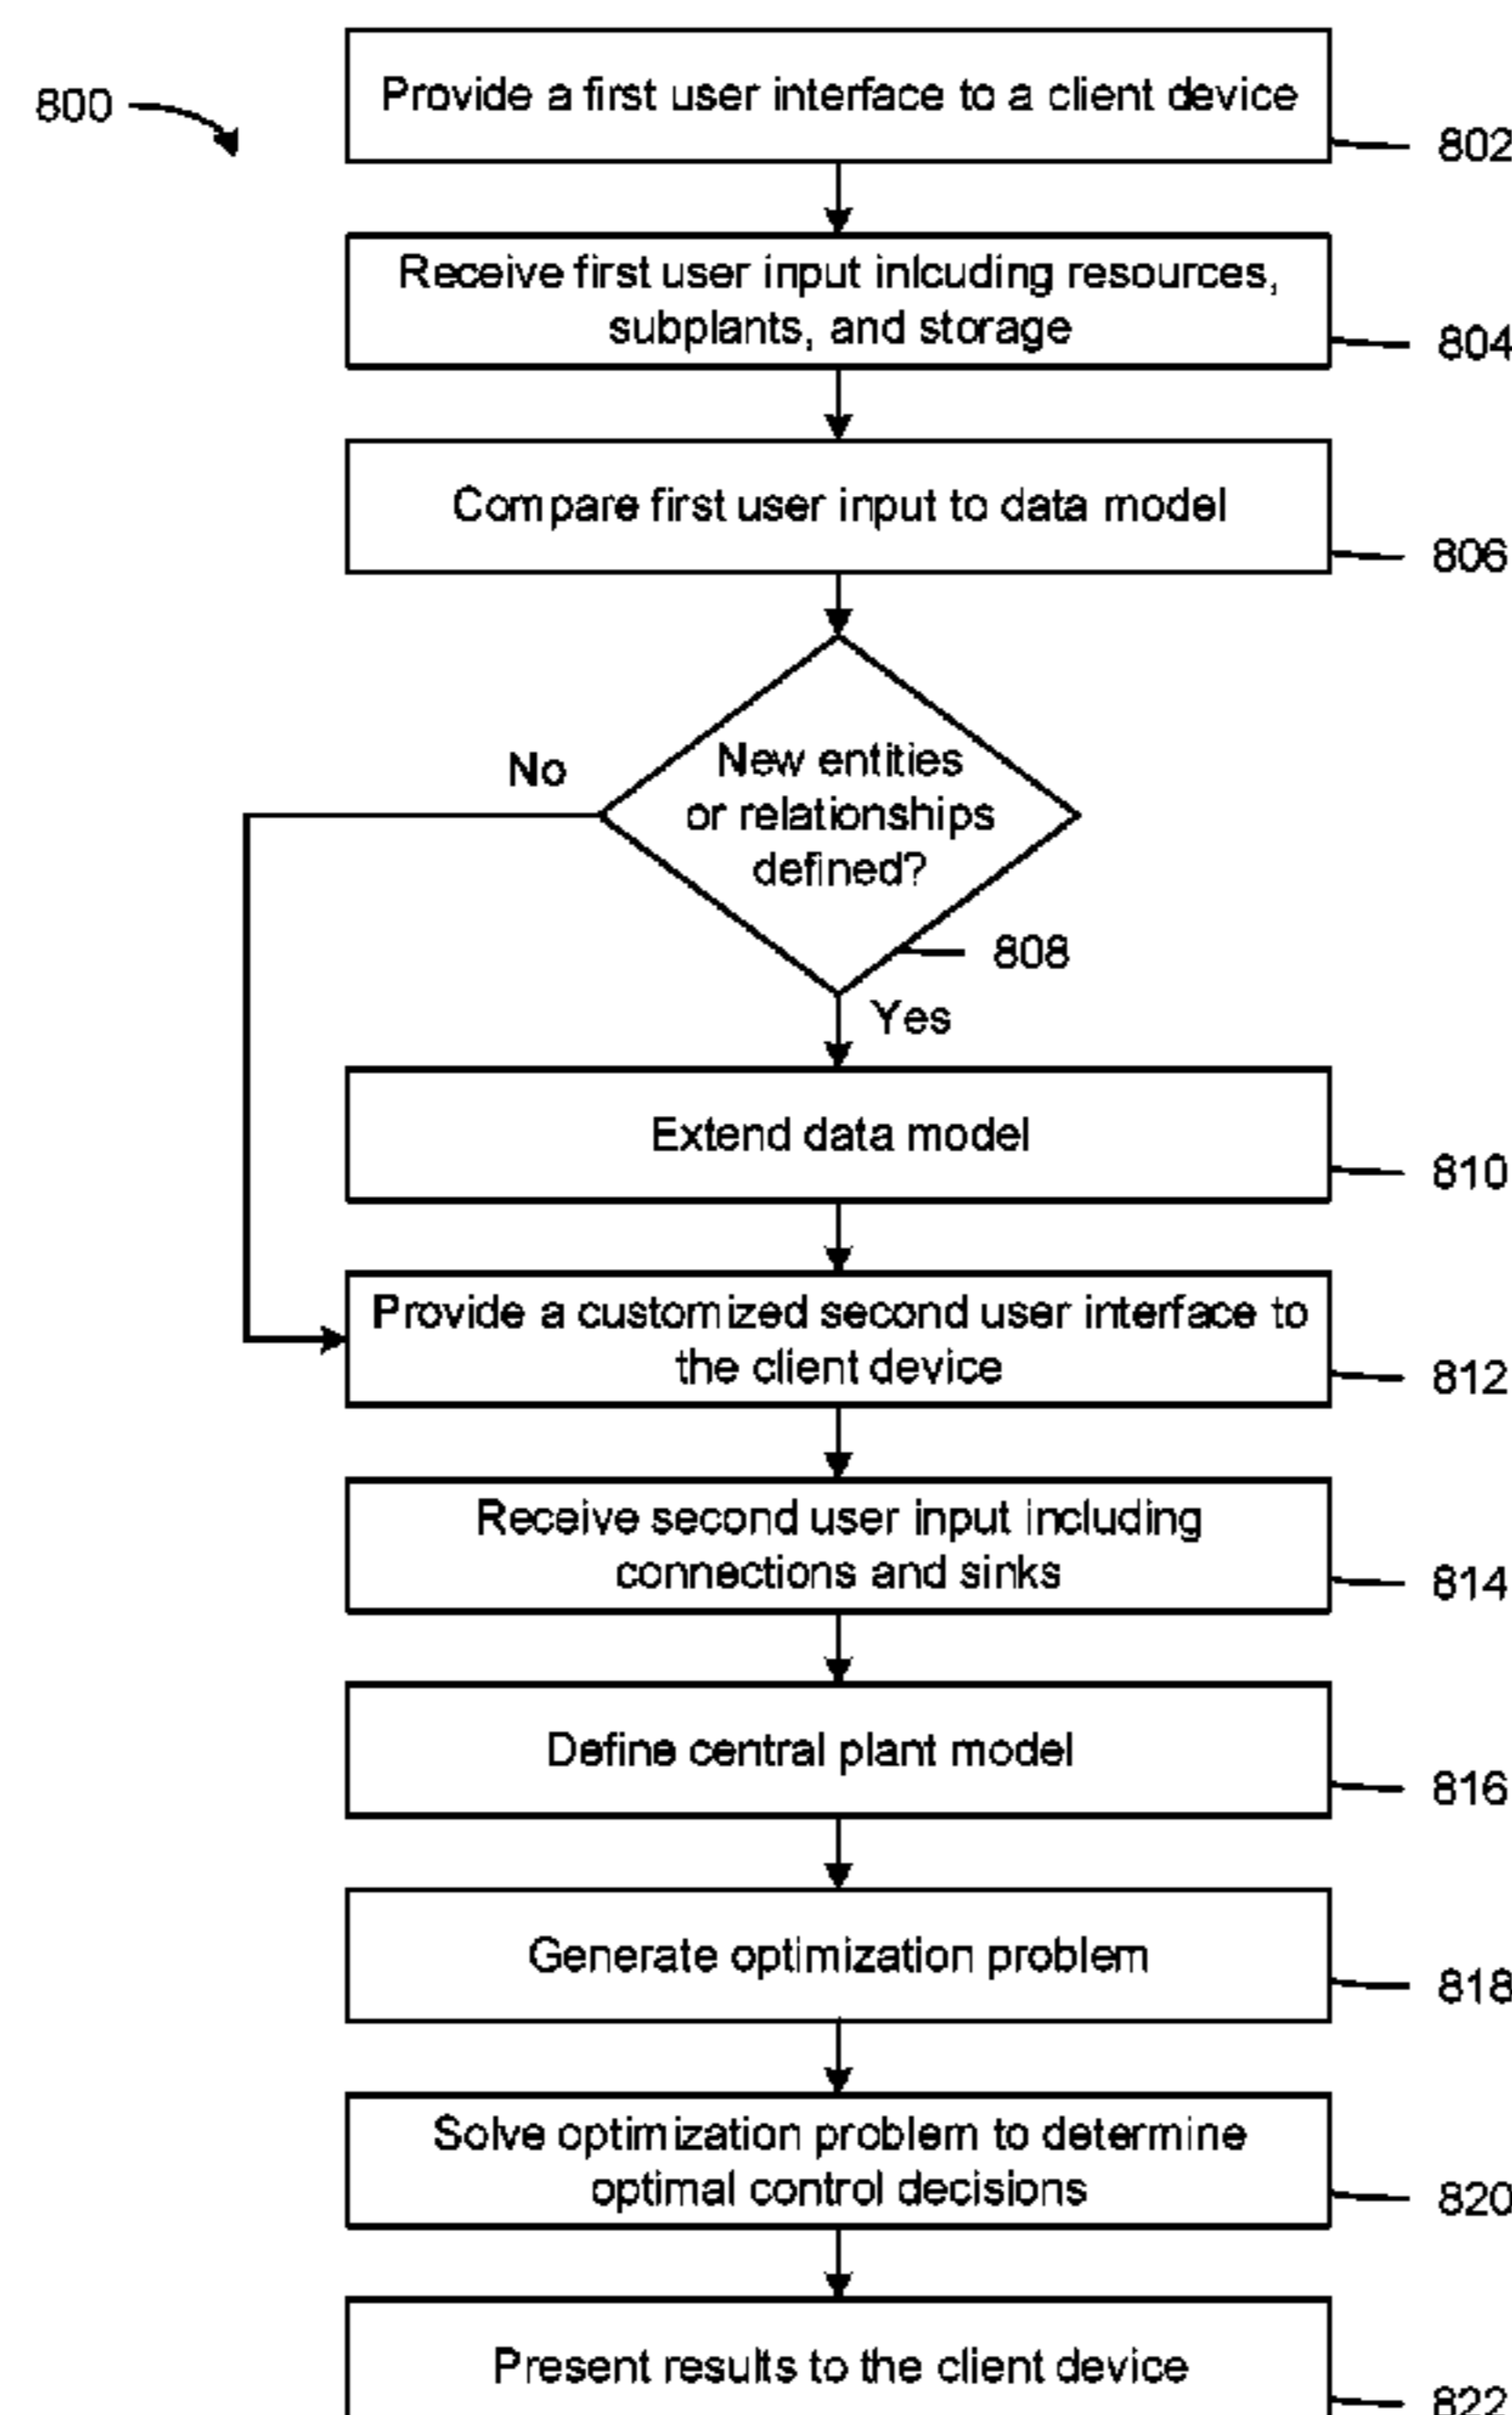 800
Provide a first user interface to a client device
802
Receive first user input inlcuding resources,
subplants, and storage
804
Compare first user input to data model
806
No
New entities
or relationships
defined?
808
Yes
Extend data model
810
Provide a customized second user interface to
the client device
812
Receive second user input including
connections and sinks
814
Define central plant model
816
Generate optimization problem
818
Solve optimization problem to determine
optimal control decisions
820
Present results to the client device
822